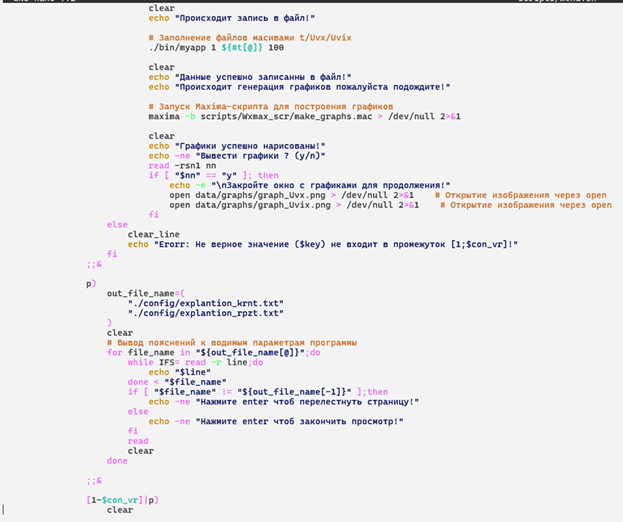 clear
echo "Происходит запись в файл!"
# Заполнение файлов масивами t/Uvx/Uvix
./bin/myapp 1 ${#t[@]} 100
clear
echo "Данные успешно записанны в файл!"
echo "Происходит генерация графиков пожалуйста подождите!"
# Запуск Maxima-скрипта для построения графиков
maxima -b scripts/Wxmax_scr/make_graphs.mac > /dev/null 2>&1
clear
echo "Графики успешно нарисованы!"
echo -ne "Вывести графики ? (y/n)"
read -rsn1 nn
if [ "$nn" == "y" ]; then
echo -e "\nЗакройте окно с графиками для продолжения!"
open data/graphs/graph_Uvx.png > /dev/null 2>&1 # Открытие изображения через open
open data/graphs/graph_Uvix.png > /dev/null 2>&1 # Открытие изображения через open
fi
else
clear_line
echo "Erorr: Не верное значение ($key) не входит в промежуток [1;$con_vr]!"
fi
;;&
p)
out_file_name=(
"./config/explantion_krnt.txt"
"./config/explantion_rpzt.txt"
)
clear
# Вывод пояснений к водимым параметрам программы
for file_name in "${out_file_name[@]}";do
while IFS= read -r line;do
echo "$line"
done < "$file_name"
if [ "$file_name" != "${out_file_name[-1]}" ];then
echo -ne "Нажмите enter чтоб перелестнуть страницу!"
else
echo -ne "Нажмите enter чтоб закончить просмотр!"
fi
read
clear
done
;;&
[1-$con_vr]|p)
clear